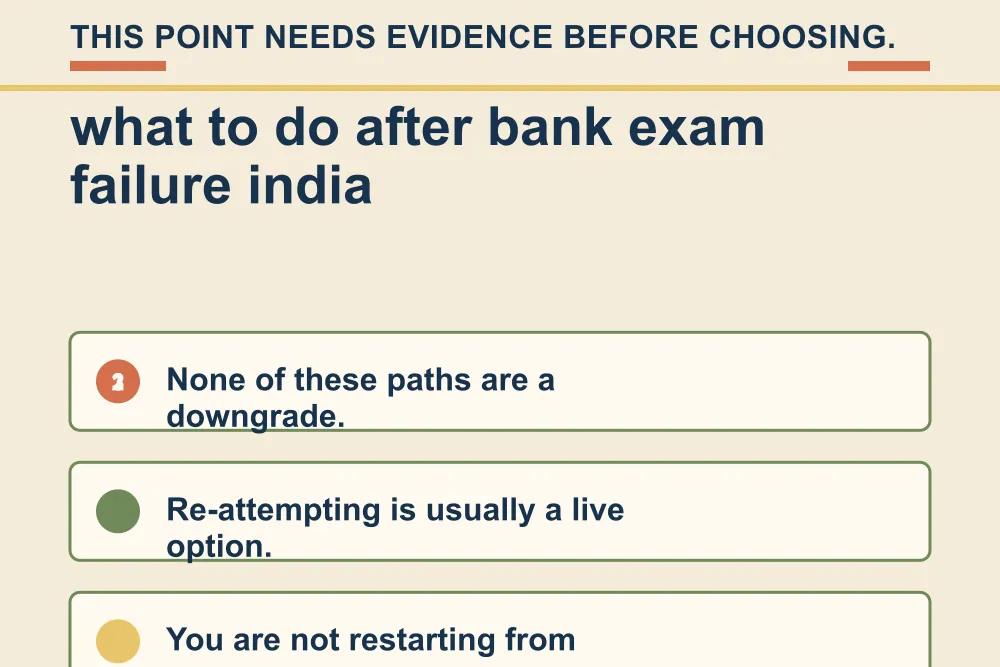 THIS POINT NEEDS EVIDENCE BEFORE CHOOSING.
what to do after bank exam
failure india
None of these paths are a
downgrade.
Re-attempting is usually a live
option.
You are not restarting from